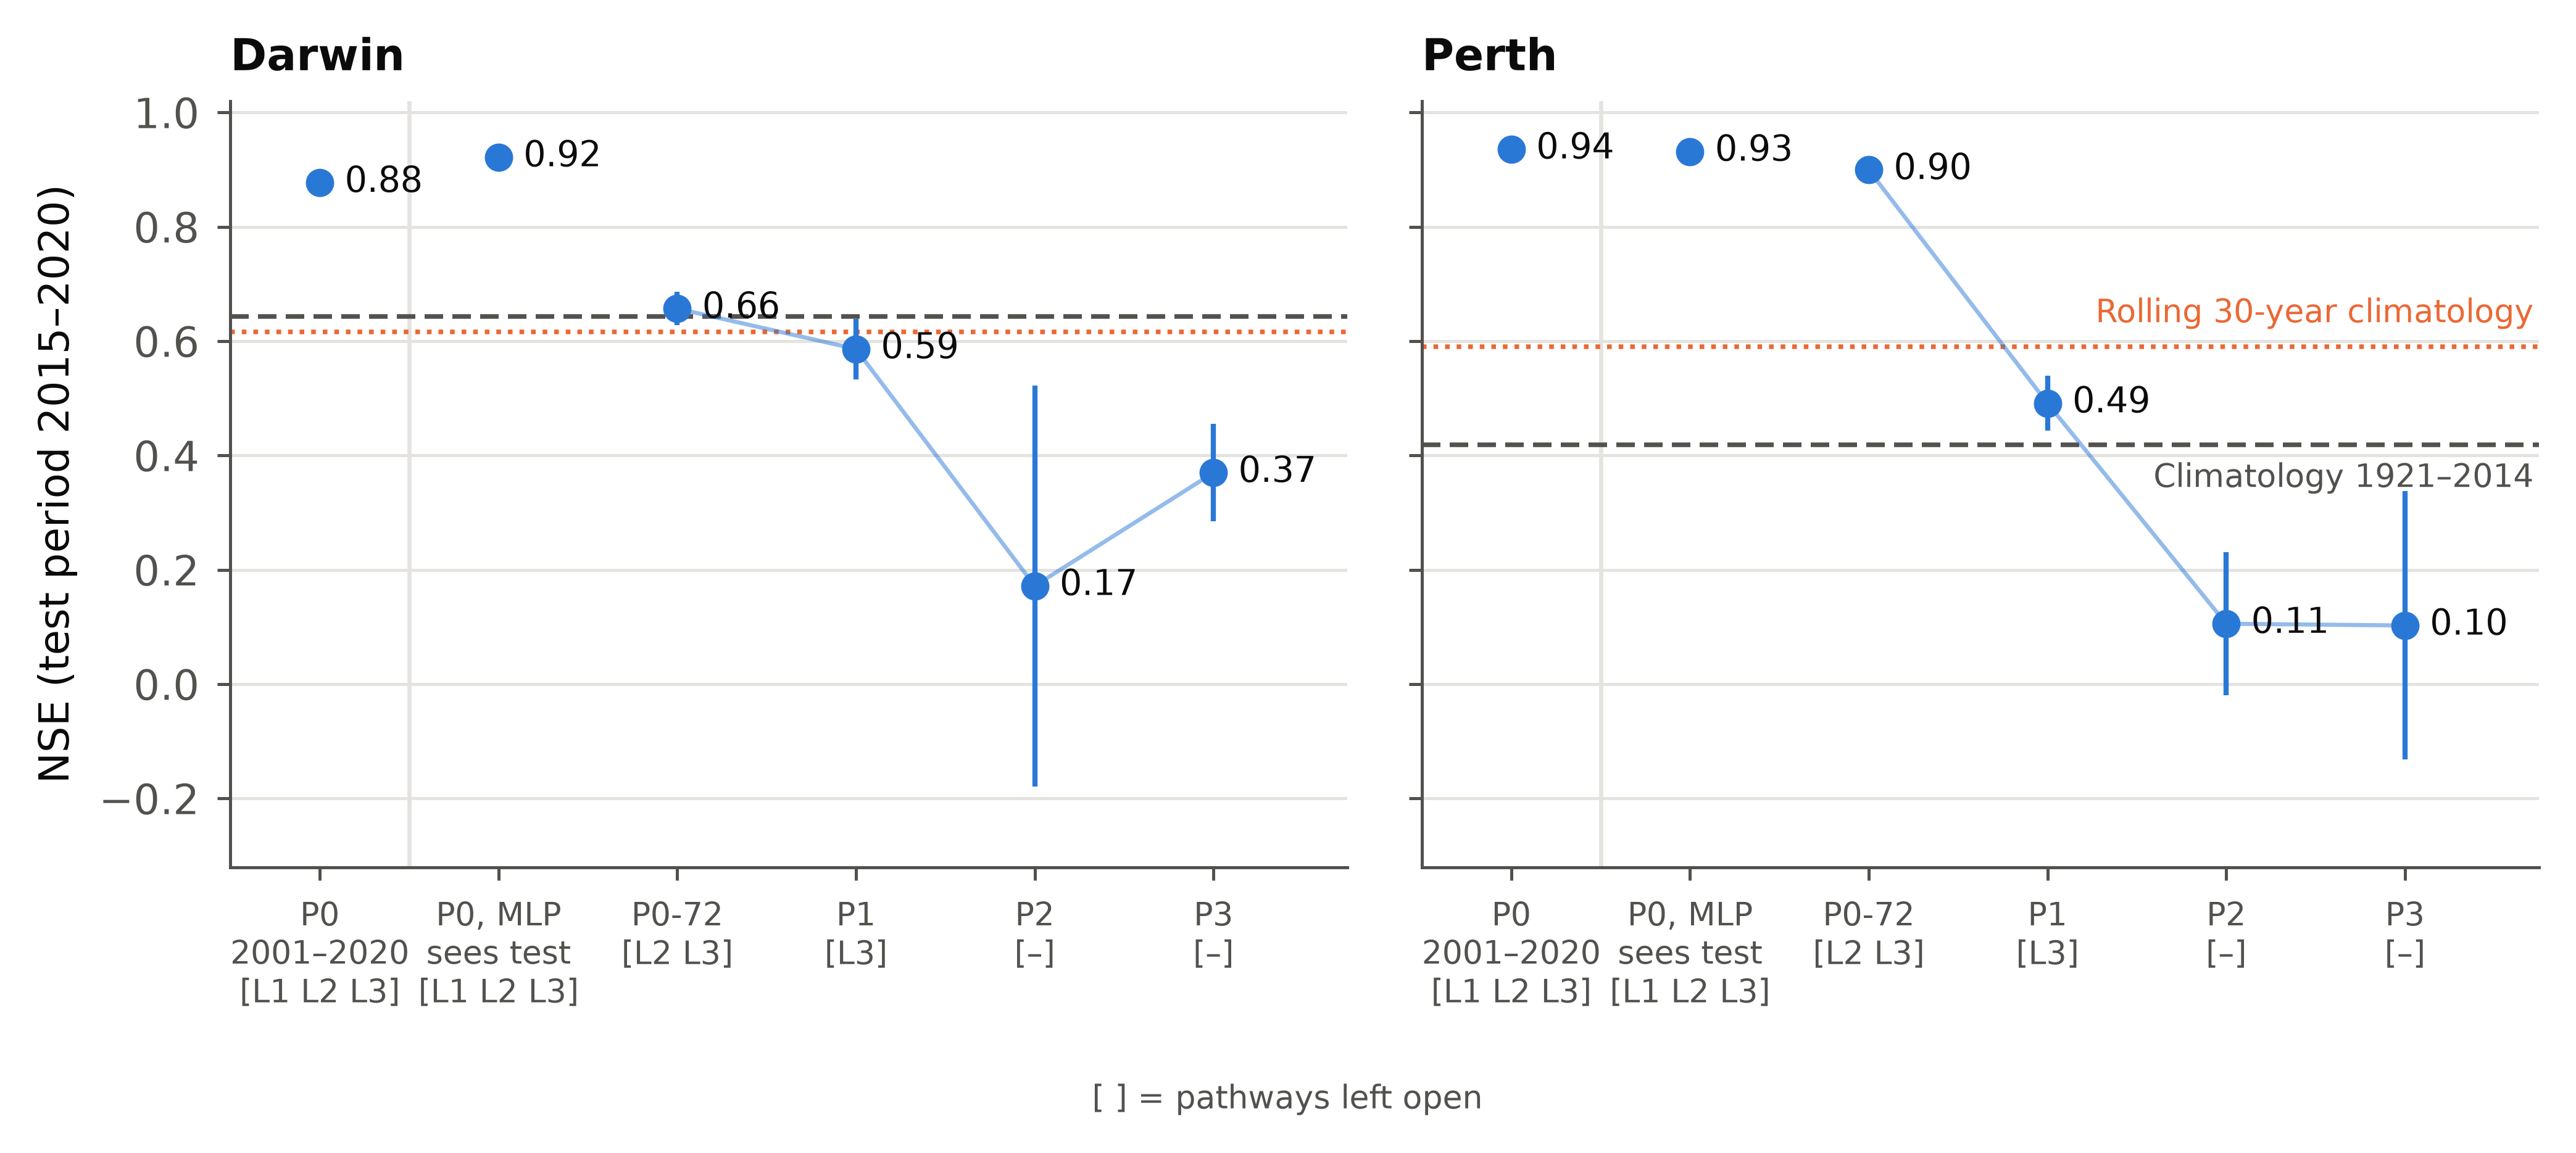 Darwin
Perth
NSE (test period 2015–2020)
1.0
0.8
0.6
0.4
0.2
0.0
−0.2
0.88
0.92
0.66
0.59
0.17
0.37
0.94
0.93
0.90
0.49
0.11
0.10
Rolling 30-year climatology
Climatology 1921–2014
P0
2001–2020
[L1 L2 L3]
P0, MLP
sees test
[L1 L2 L3]
P0-72
[L2 L3]
P1
[L3]
P2
[–]
P3
[–]
P0
2001–2020
[L1 L2 L3]
P0, MLP
sees test
[L1 L2 L3]
P0-72
[L2 L3]
P1
[L3]
P2
[–]
P3
[–]
[ ] = pathways left open